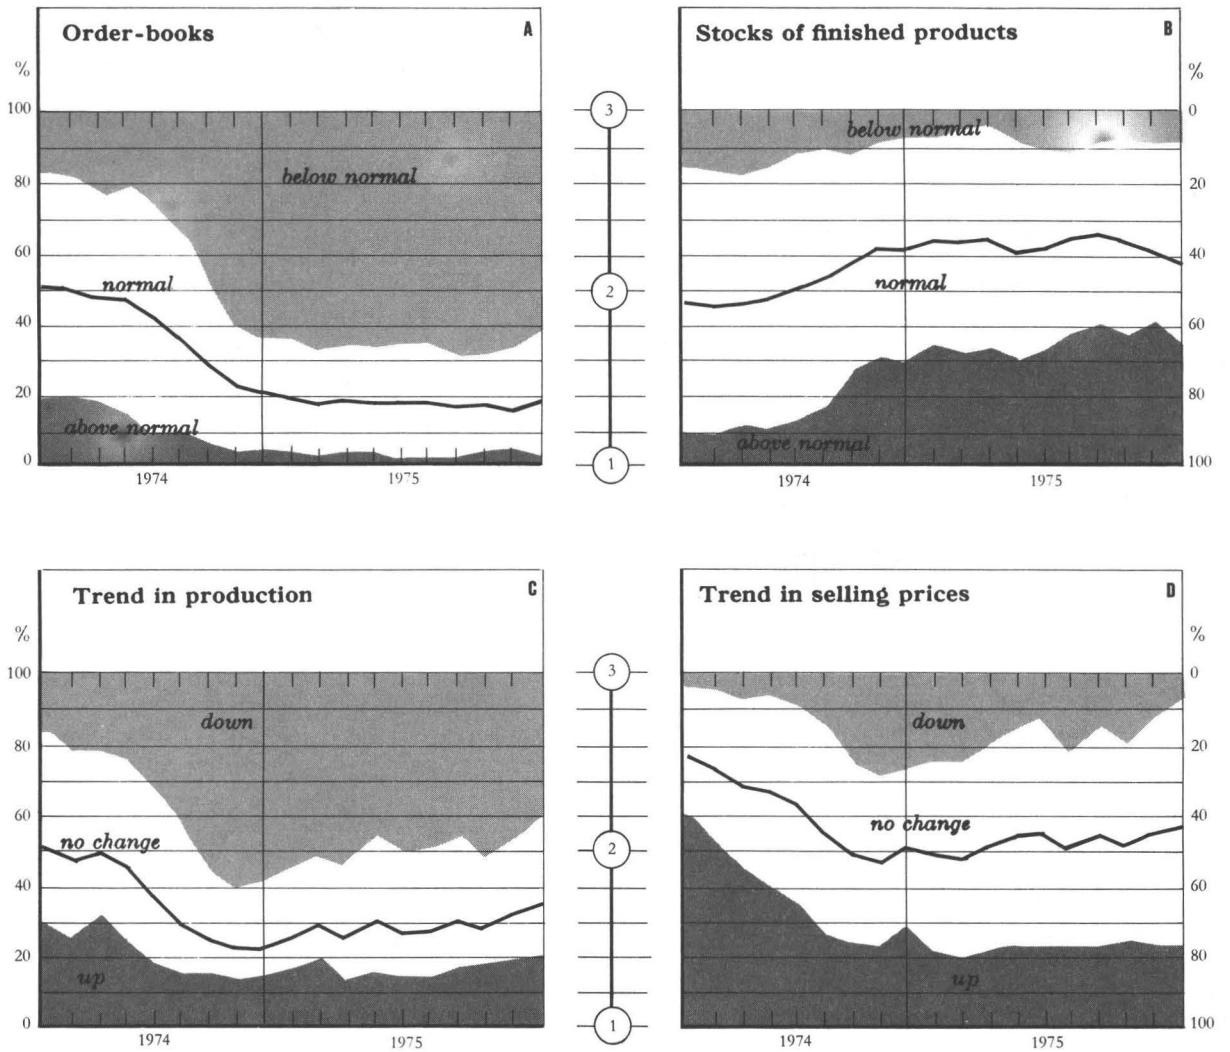 Order-books A
%
100
80
60
40
20
0
below normal
normal
above normal
1974 1975
3
2
1
Stocks of finished products B
%
0
20
40
60
80
100
below normal
normal
above normal
1974 1975
Trend in production C
%
100
80
60
40
20
0
down
no change
up
1974 1975
3
2
1
Trend in selling prices D
%
0
20
40
60
80
100
down
no change
up
1974 1975